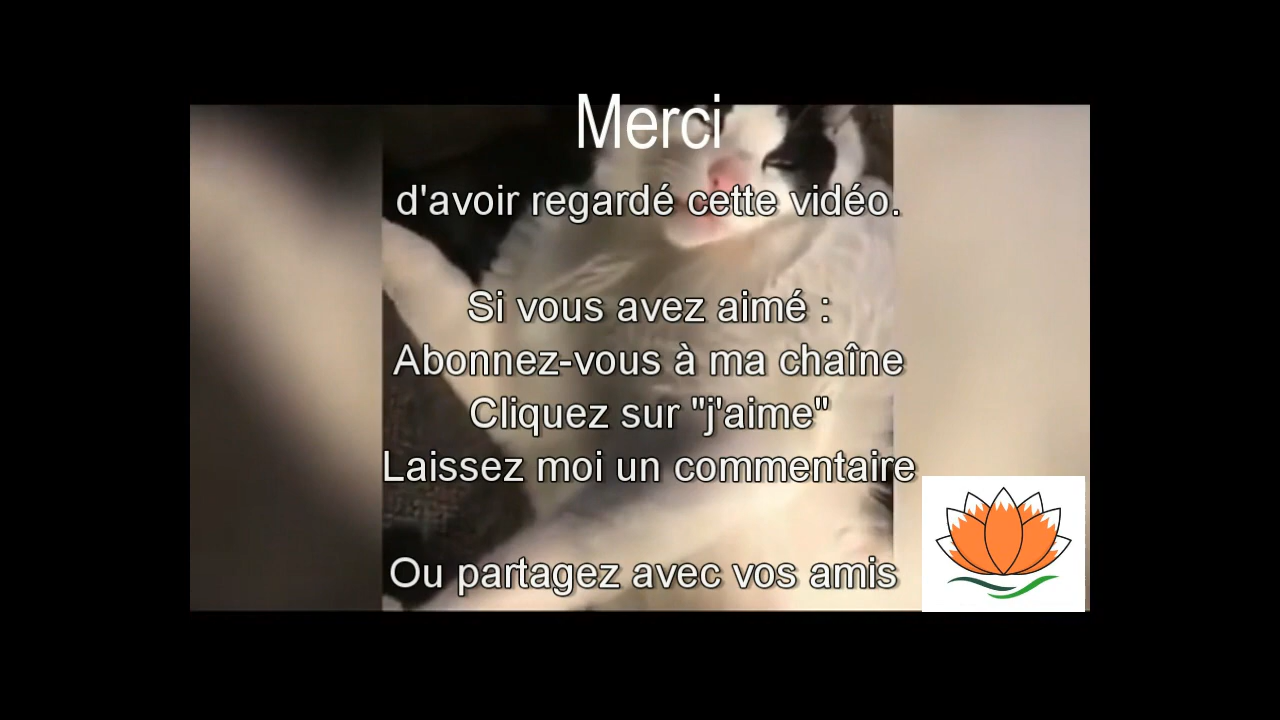 Merci
d'avoir regardé cette vidéo.
Si vous avez aimé :
Abonnez-vous à ma chaîne
Cliquez sur "j'aime"
Laissez moi un commentaire
Ou partagez avec vos amis